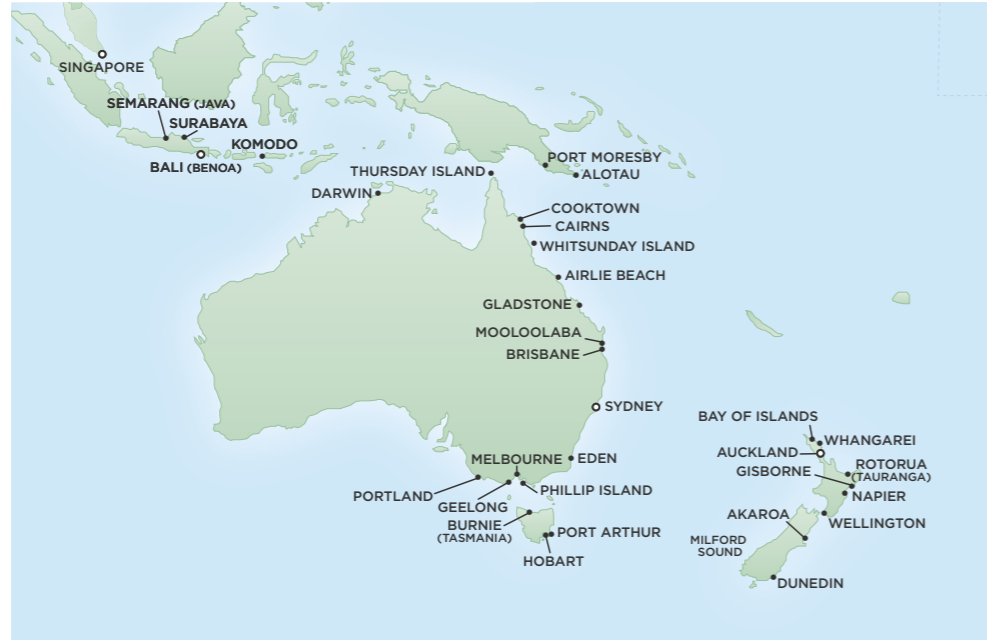 SINGAPORE
SEMARANG (JAVA)
SURABAYA
KOMODO
BALI (BENOA)
PORT MORESBY
ALOTAU
THURSDAY ISLAND
DARWIN
COOKTOWN
CAIRNS
WHITSUNDAY ISLAND
AIRLIE BEACH
GLADSTONE
MOOLOOLABA
BRISBANE
SYDNEY
EDEN
MELBOURNE
PHILLIP ISLAND
PORTLAND
GEELONG
BURNIE
(TASMANIA)
PORT ARTHUR
HOBART
BAY OF ISLANDS
WHANGAREI
AUCKLAND
ROTORUA
(TAURANGA)
GISBORNE
NAPIER
WELLINGTON
AKAROA
MILFORD
SOUND
DUNEDIN